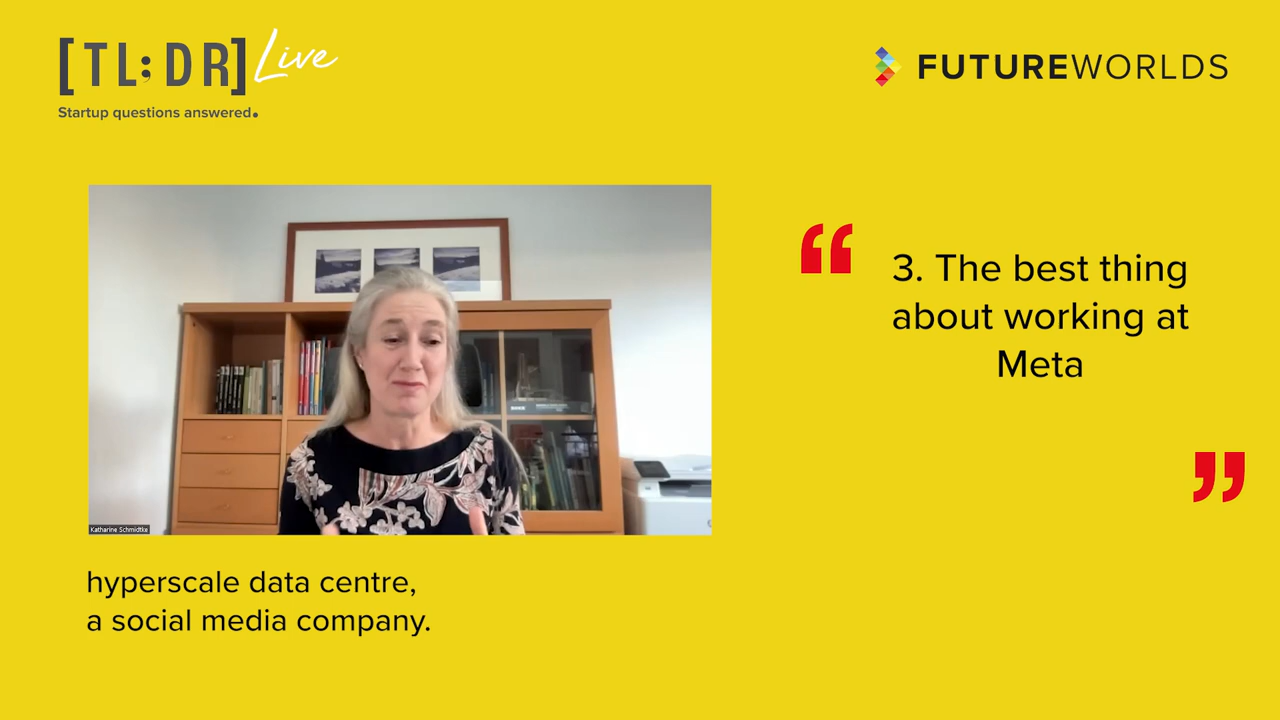 [TL;DR] Live
Startup questions answered.
FUTUREWORLDS
“
3. The best thing
about working at
Meta
”
Katharine Schmidtke
hyperscale data centre,
a social media company.